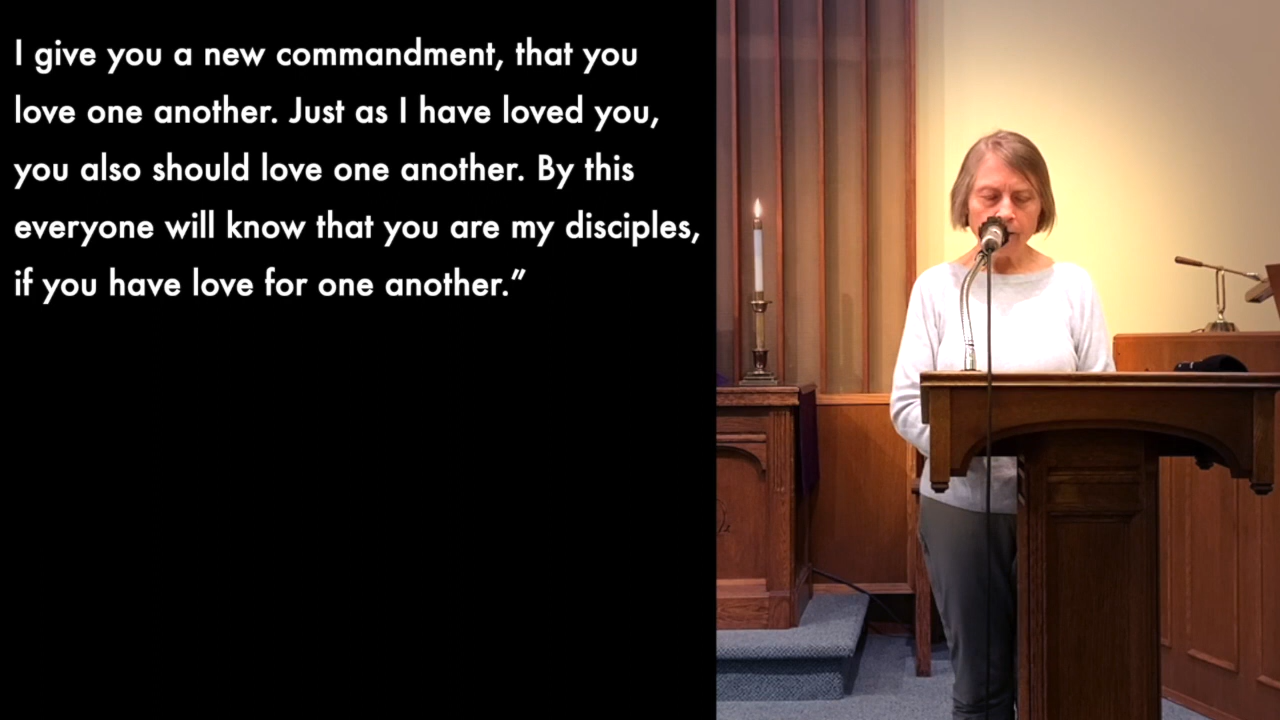 I give you a new commandment, that you
love one another. Just as I have loved you,
you also should love one another. By this
everyone will know that you are my disciples,
if you have love for one another.”